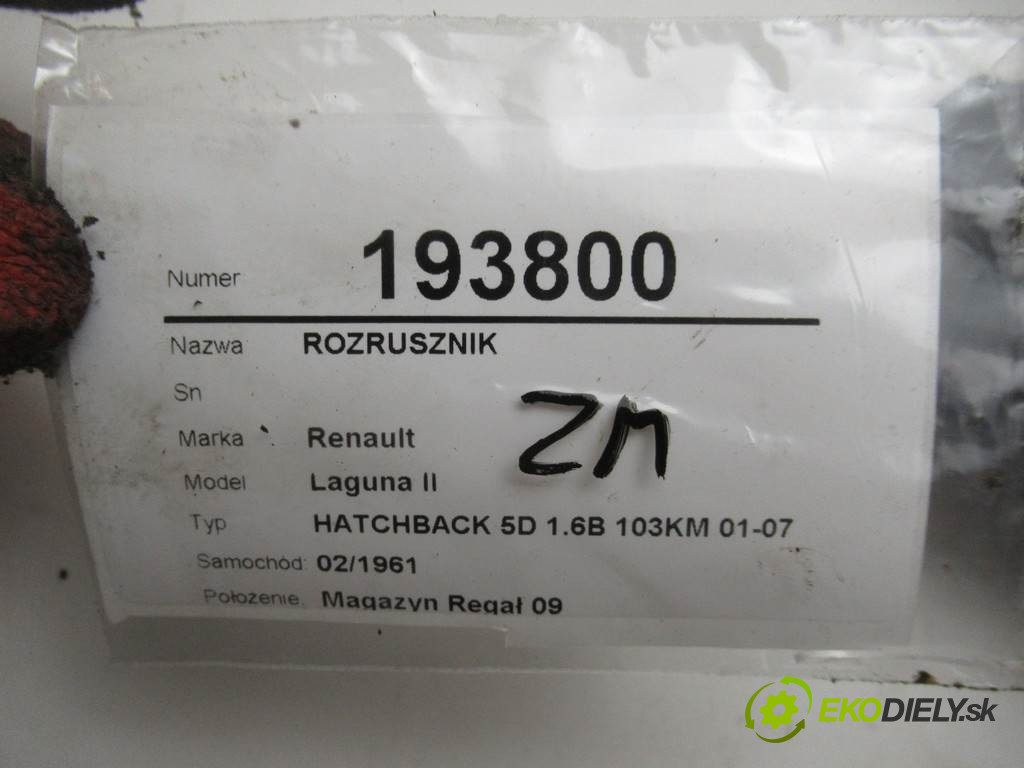 Numer 193800
Nazwa ROZRUSZNIK
Sn
Marka Renault
Model Laguna II
Typ HATCHBACK 5D 1.6B 103KM 01-07
Samochód: 02/1961
Położenie: Magazyn Regał 09
ZM
EKODIELY.sk